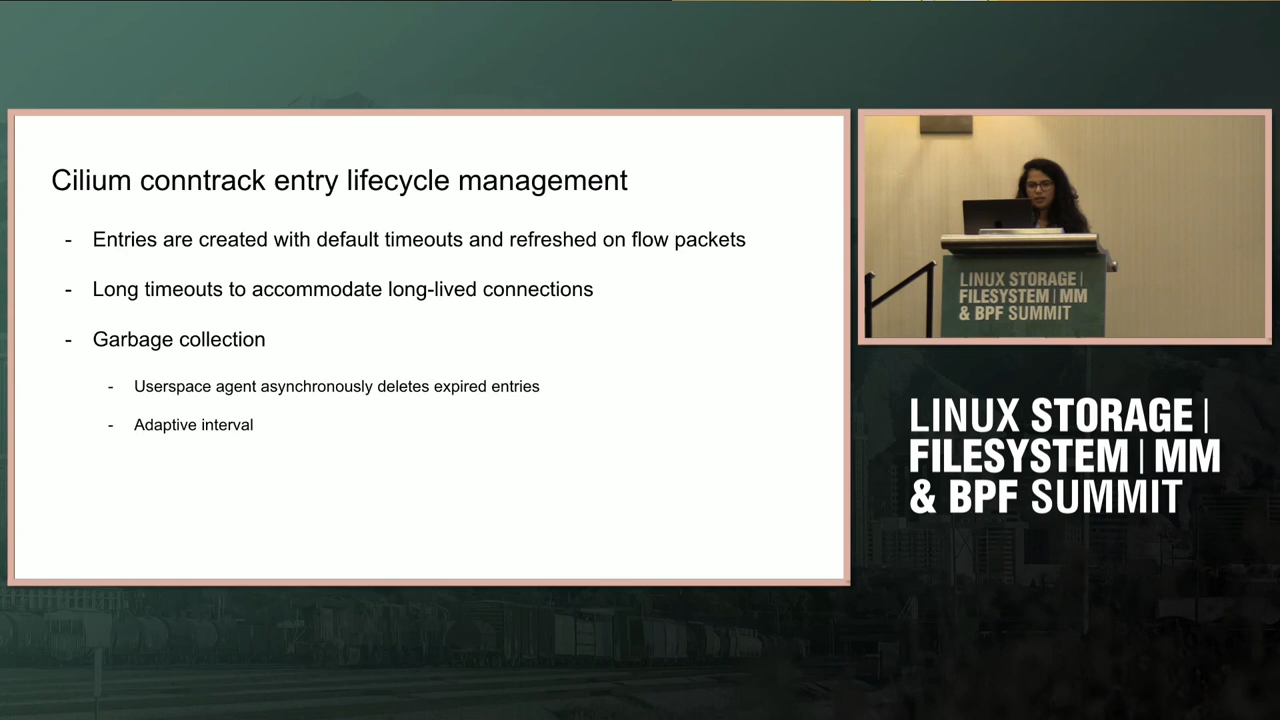 Cilium conntrack entry lifecycle management
- Entries are created with default timeouts and refreshed on flow packets
- Long timeouts to accommodate long-lived connections
- Garbage collection
- Userspace agent asynchronously deletes expired entries
- Adaptive interval
LINUX STORAGE |
FILESYSTEM | MM
& BPF SUMMIT
LINUX STORAGE |
FILESYSTEM | MM
& BPF SUMMIT